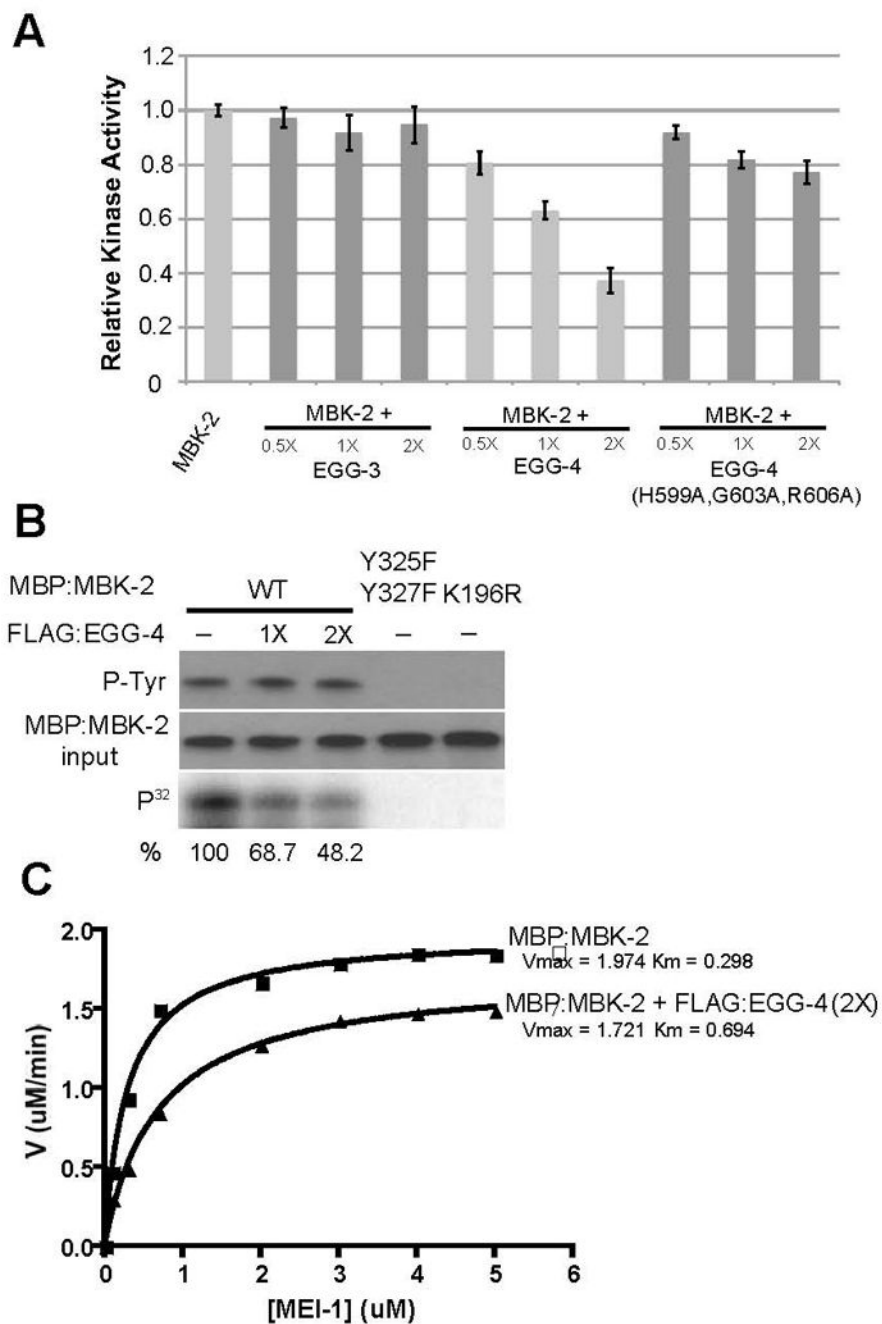 A
Relative Kinase Activity
1.2
1.0
0.8
0.6
0.4
0.2
0
MBK-2
MBK-2 +
MBK-2 +
MBK-2 +
0.5X 1X 2X
0.5X 1X 2X
0.5X 1X 2X
EGG-3
EGG-4
EGG-4
(H599A,G603A,R606A)
B
MBP:MBK-2
WT
Y325F
Y327F
K196R
FLAG:EGG-4
– 1X 2X – –
P-Tyr
MBP:MBK-2
input
P32
% 100 68.7 48.2
C
V (uM/min)
2.0
1.5
1.0
0.5
0.0
MBP:MBK-2
Vmax = 1.974 Km = 0.298
MBP:MBK-2 + FLAG:EGG-4(2X)
Vmax = 1.721 Km = 0.694
0 1 2 3 4 5 6
[MEI-1] (uM)